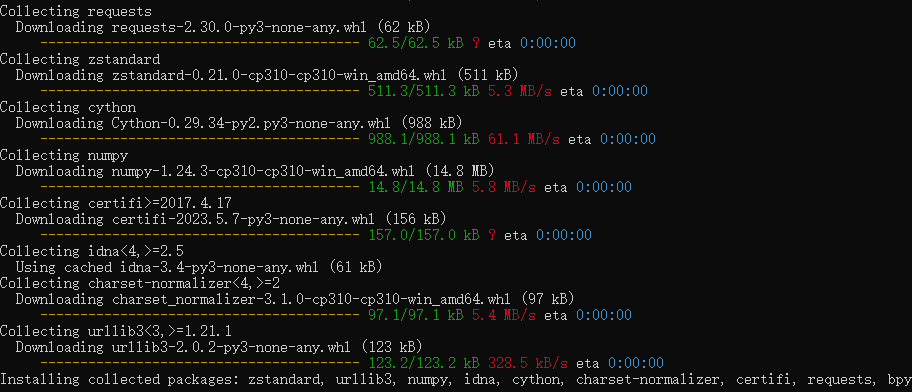 Collecting requests
  Downloading requests-2.30.0-py3-none-any.whl (62 kB)
     ---------------------------------------- 62.5/62.5 kB ? eta 0:00:00
Collecting zstandard
  Downloading zstandard-0.21.0-cp310-cp310-win_amd64.whl (511 kB)
     ---------------------------------------- 511.3/511.3 kB 5.3 MB/s eta 0:00:00
Collecting cython
  Downloading Cython-0.29.34-py2.py3-none-any.whl (988 kB)
     ---------------------------------------- 988.1/988.1 kB 61.1 MB/s eta 0:00:00
Collecting numpy
  Downloading numpy-1.24.3-cp310-cp310-win_amd64.whl (14.8 MB)
     ---------------------------------------- 14.8/14.8 MB 5.8 MB/s eta 0:00:00
Collecting certifi>=2017.4.17
  Downloading certifi-2023.5.7-py3-none-any.whl (156 kB)
     ---------------------------------------- 157.0/157.0 kB ? eta 0:00:00
Collecting idna<4,>=2.5
  Using cached idna-3.4-py3-none-any.whl (61 kB)
Collecting charset-normalizer<4,>=2
  Downloading charset_normalizer-3.1.0-cp310-cp310-win_amd64.whl (97 kB)
     ---------------------------------------- 97.1/97.1 kB 5.4 MB/s eta 0:00:00
Collecting urllib3<3,>=1.21.1
  Downloading urllib3-2.0.2-py3-none-any.whl (123 kB)
     ---------------------------------------- 123.2/123.2 kB 328.5 kB/s eta 0:00:00
Installing collected packages: zstandard, urllib3, numpy, idna, cython, charset-normalizer, certifi, requests, bpy